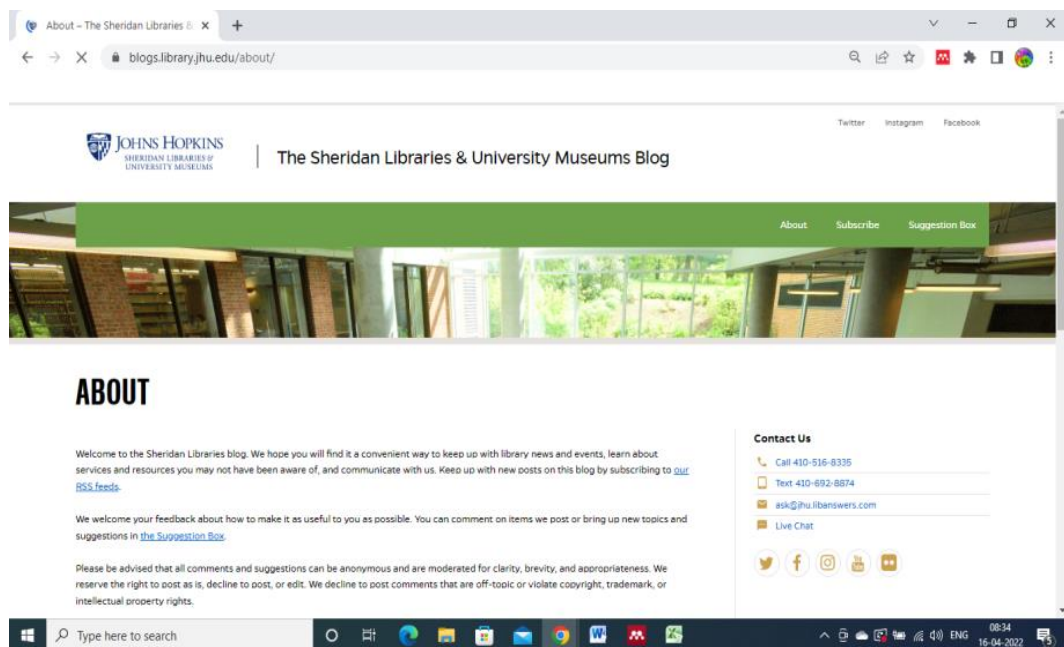 About – The Sheridan Libraries &
blogs.library.jhu.edu/about/
Twitter Instagram Facebook
JOHNS HOPKINS
SHERIDAN LIBRARIES &
UNIVERSITY MUSEUMS
The Sheridan Libraries & University Museums Blog
About Subscribe Suggestion Box
ABOUT
Welcome to the Sheridan Libraries blog. We hope you will find it a convenient way to keep up with library news and events, learn about
services and resources you may not have been aware of, and communicate with us. Keep up with new posts on this blog by subscribing to our
RSS feeds.
We welcome your feedback about how to make it as useful to you as possible. You can comment on items we post or bring up new topics and
suggestions in the Suggestion Box.
Please be advised that all comments and suggestions can be anonymous and are moderated for clarity, brevity, and appropriateness. We
reserve the right to post as is, decline to post, or edit. We decline to post comments that are off-topic or violate copyright, trademark, or
intellectual property rights.
Contact Us
Call 410-516-8335
Text 410-692-8874
ask@jhu.libanswers.com
Live Chat
You
Tube
Type here to search
ENG
08:34
16-04-2022
5